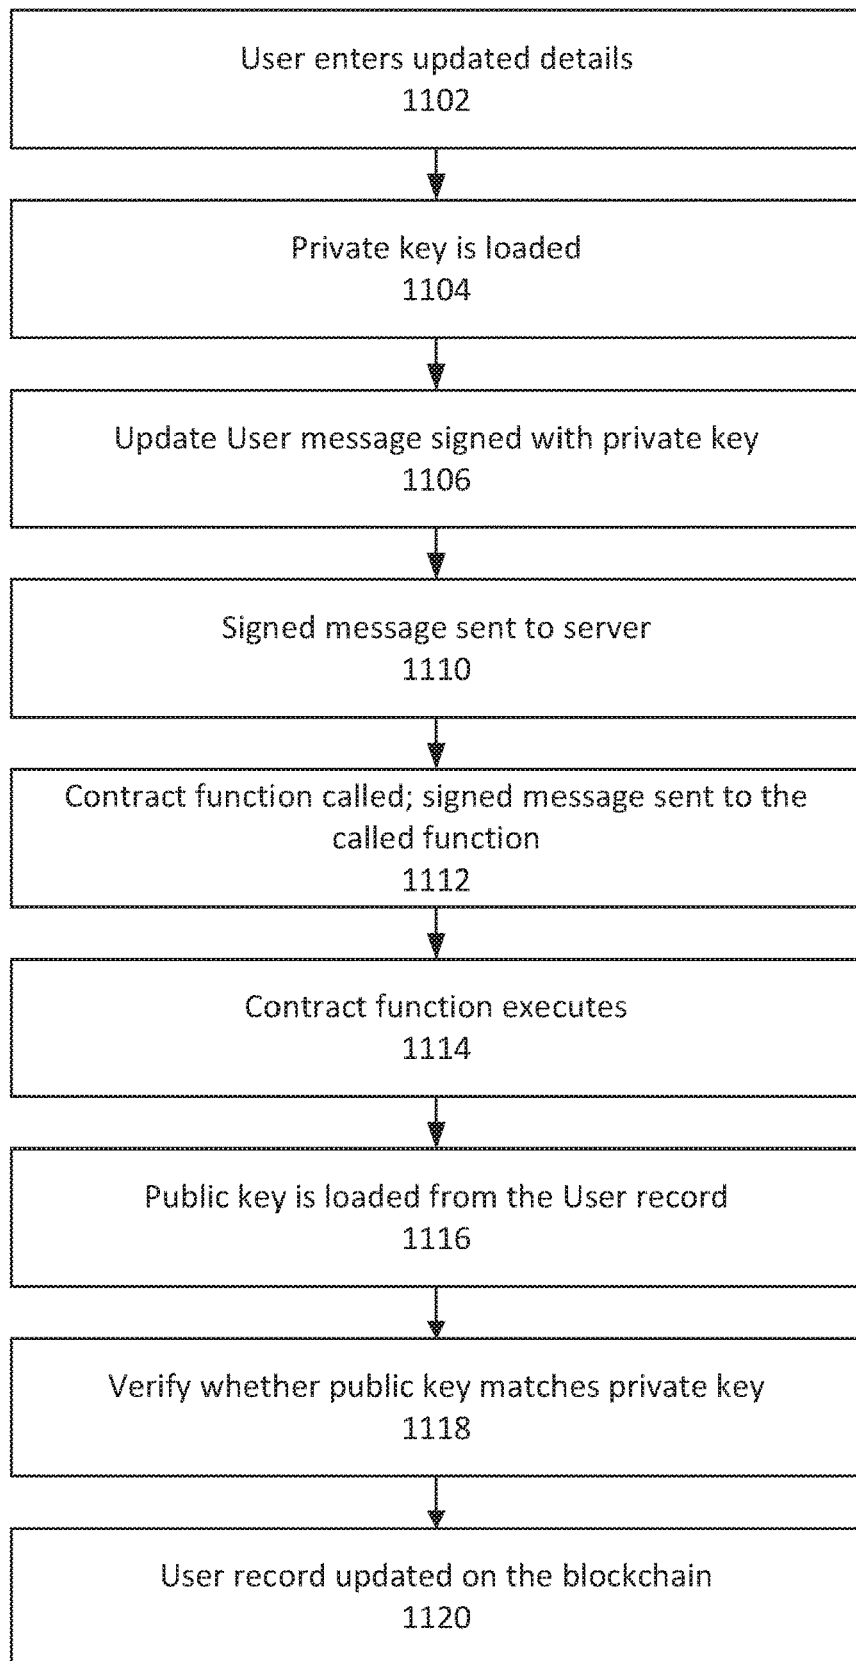 User enters updated details
1102
Private key is loaded
1104
Update User message signed with private key
1106
Signed message sent to server
1110
Contract function called; signed message sent to the
called function
1112
Contract function executes
1114
Public key is loaded from the User record
1116
Verify whether public key matches private key
1118
User record updated on the blockchain
1120